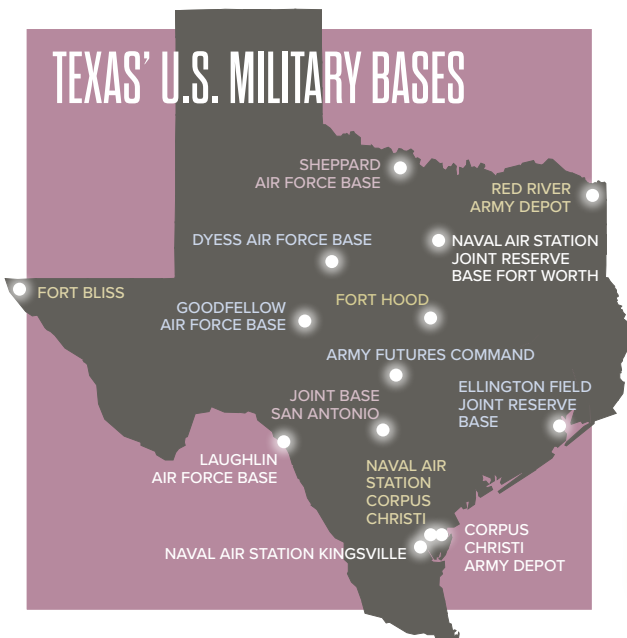 TEXAS' U.S. MILITARY BASES
SHEPPARD
AIR FORCE BASE
RED RIVER
ARMY DEPOT
DYESS AIR FORCE BASE
NAVAL AIR STATION
JOINT RESERVE
BASE FORT WORTH
FORT BLISS
GOODFELLOW
AIR FORCE BASE
FORT HOOD
ARMY FUTURES COMMAND
JOINT BASE
SAN ANTONIO
ELLINGTON FIELD
JOINT RESERVE
BASE
LAUGHLIN
AIR FORCE BASE
NAVAL AIR
STATION
CORPUS
CHRISTI
CORPUS
CHRISTI
ARMY DEPOT
NAVAL AIR STATION KINGSVILLE